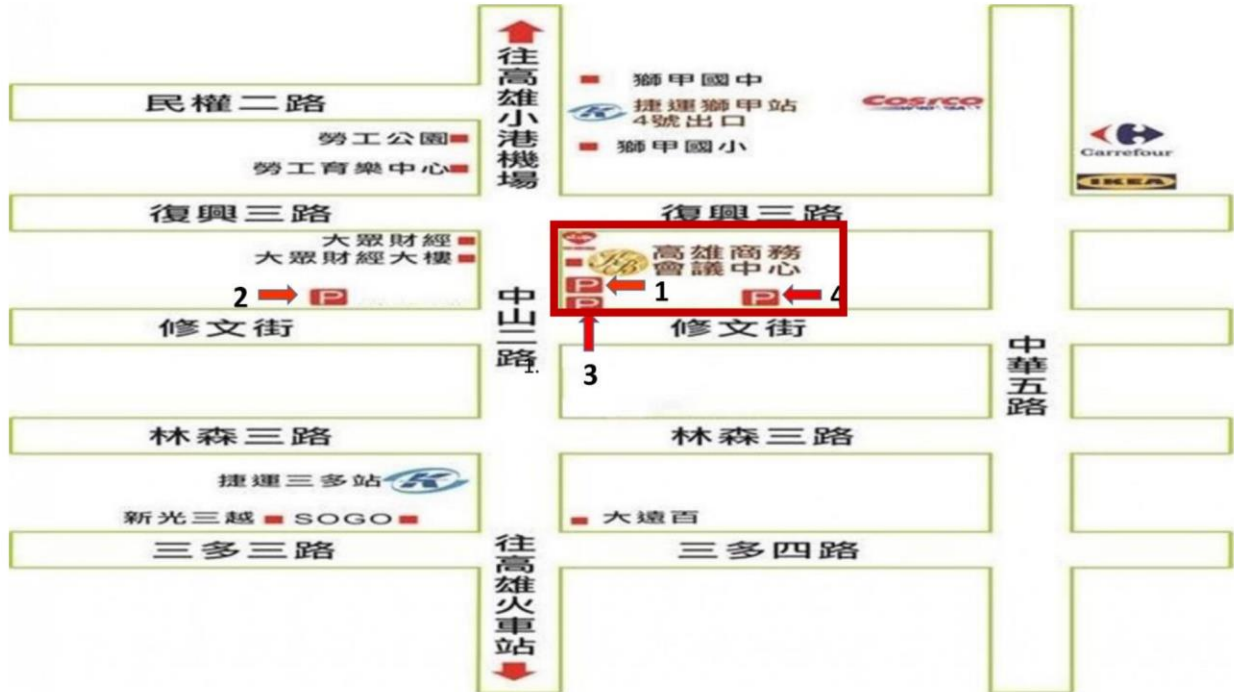 往高雄小港機場
獅甲國中
民權二路
捷運獅甲站
4號出口
COSTCO
勞工公園
獅甲國小
Carrefour
勞工育樂中心
IKEA
復興三路
復興三路
大眾財經
大眾財經大樓
高雄商務
會議中心
P
1
2
P
P
4
P
中山二路
1.
修文街
修文街
3
中華五路
林森三路
林森三路
捷運三多站
新光三越
SOGO
大遠百
三多三路
三多四路
往高雄火車站